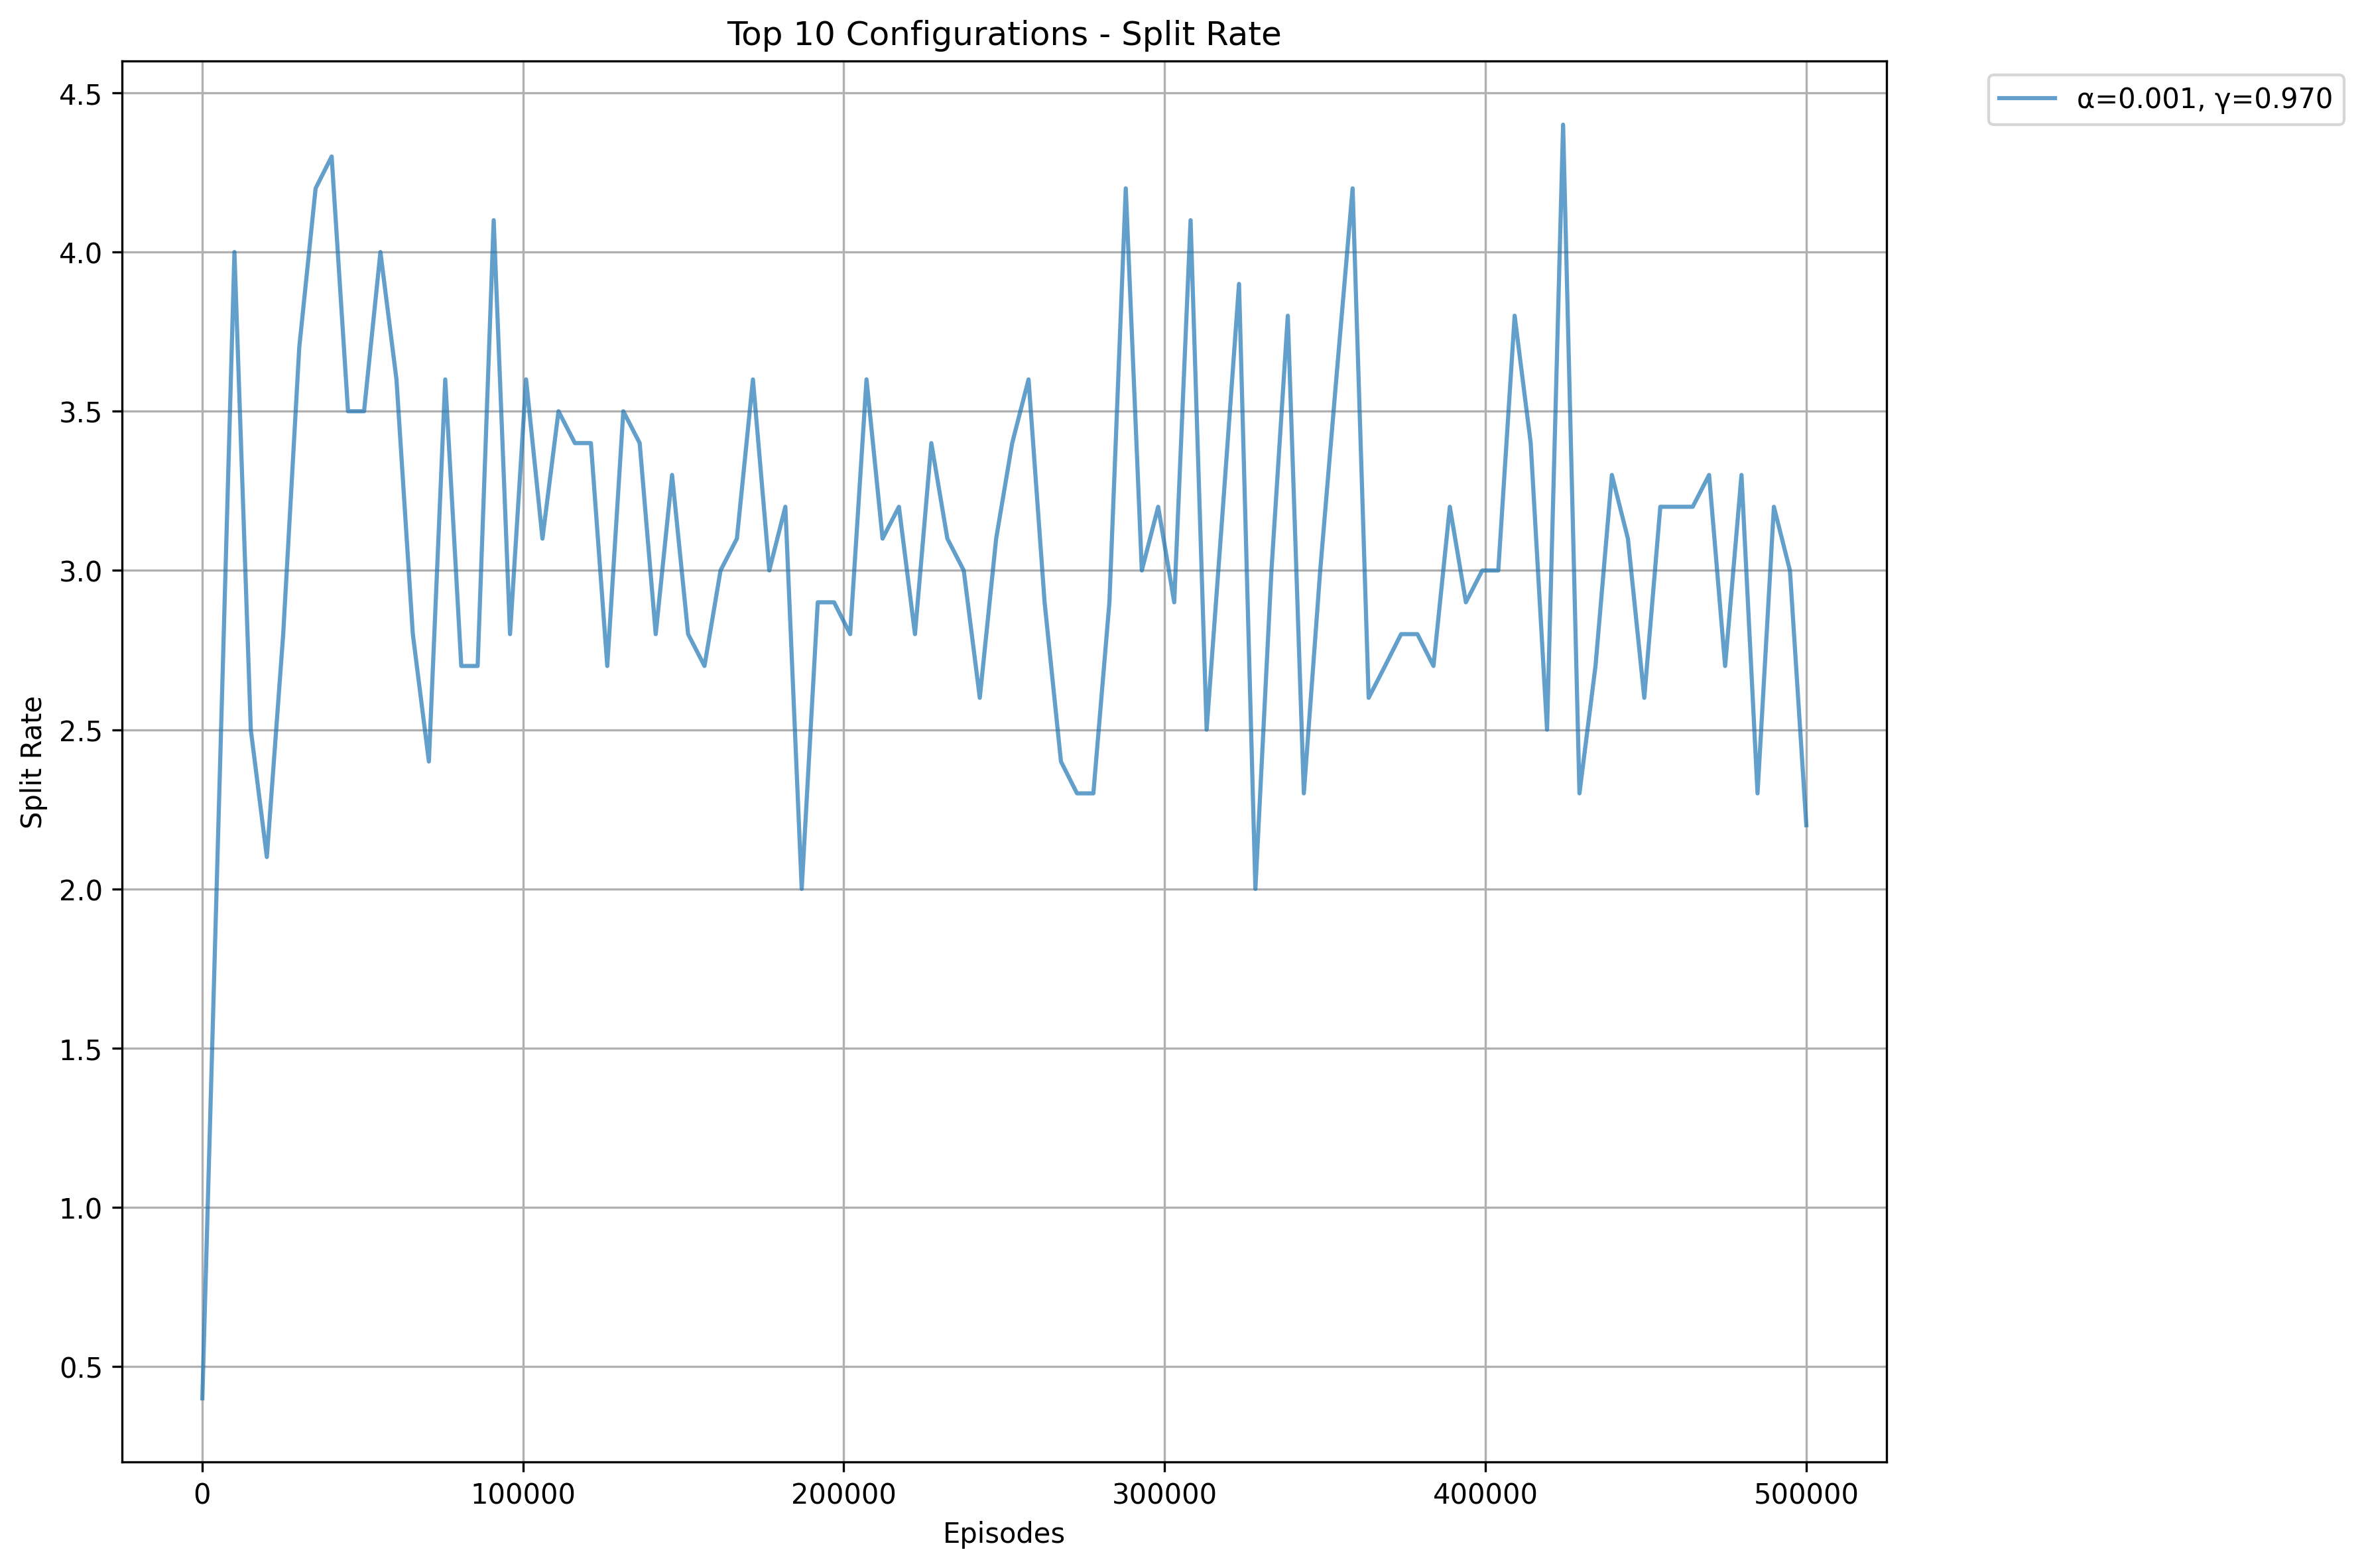 Top 10 Configurations - Split Rate
α=0.001, γ=0.970
4.5
4.0
3.5
3.0
2.5
2.0
1.5
1.0
0.5
Split Rate
0 100000 200000 300000 400000 500000
Episodes